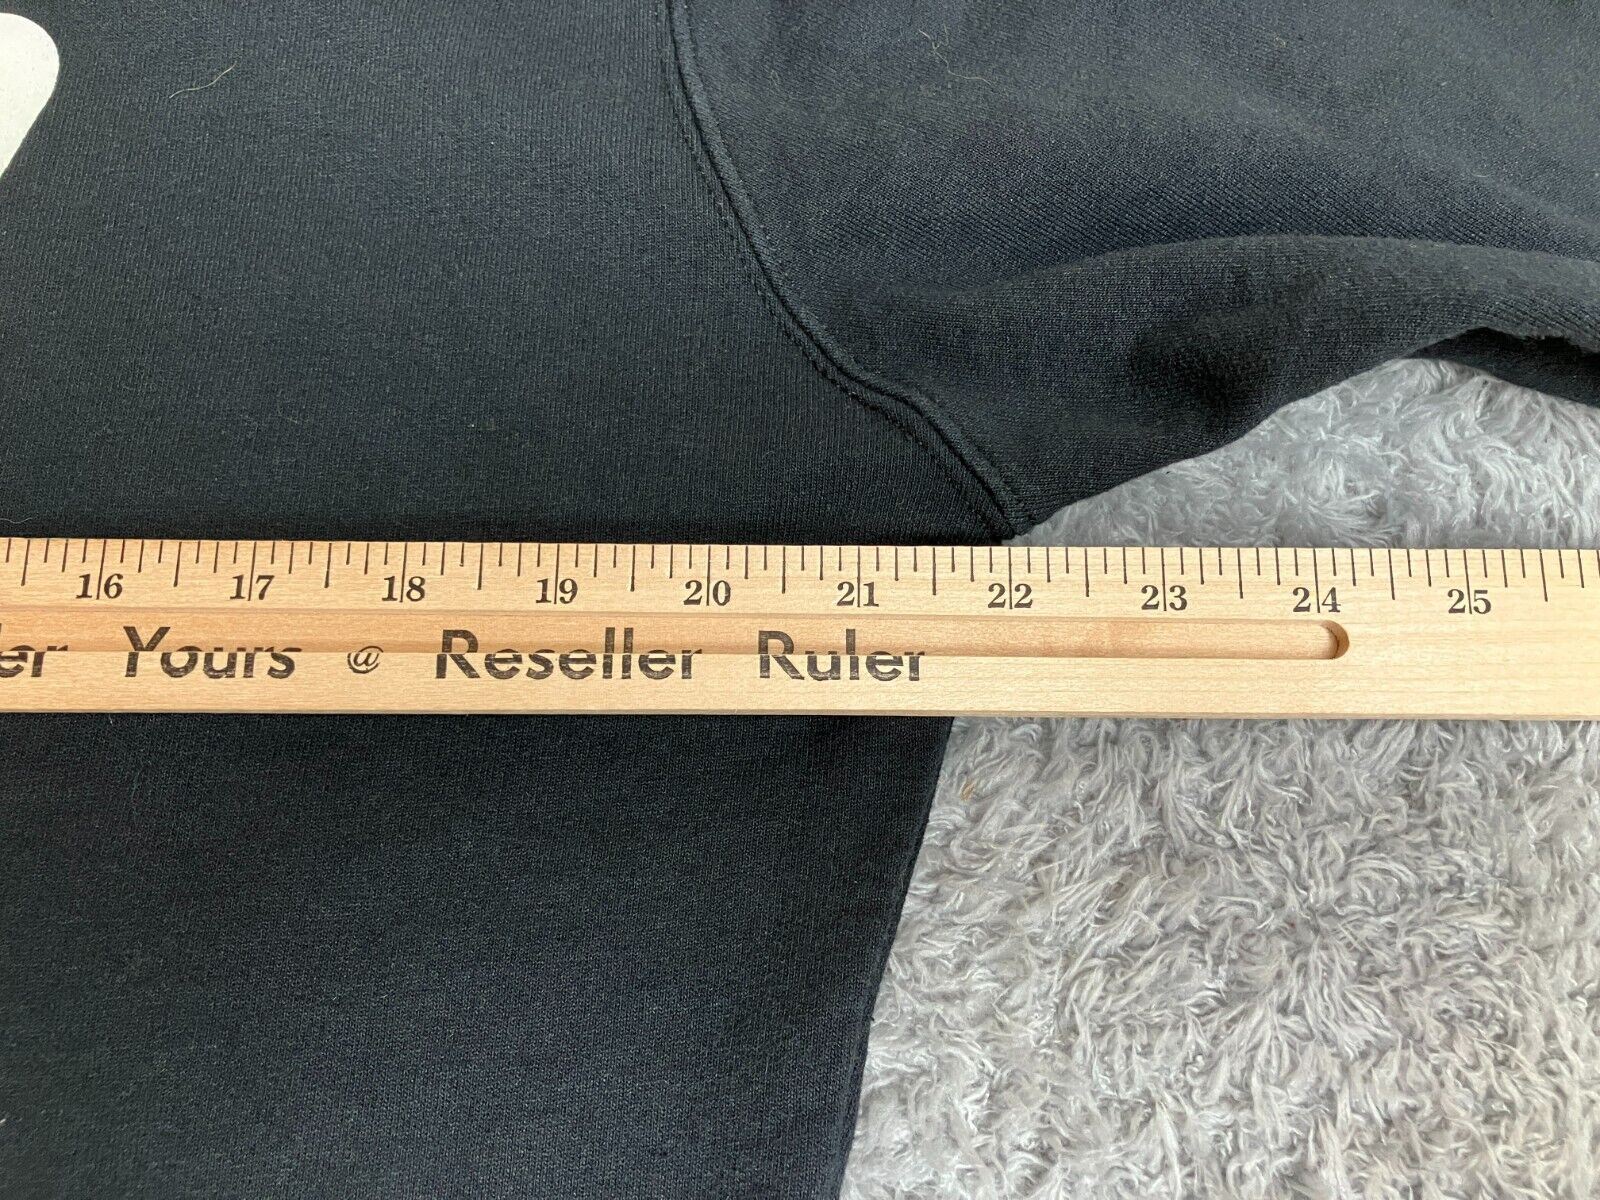 16 17 18 19 20 21 22 23 24 25
er Yours @ Reseller Ruler